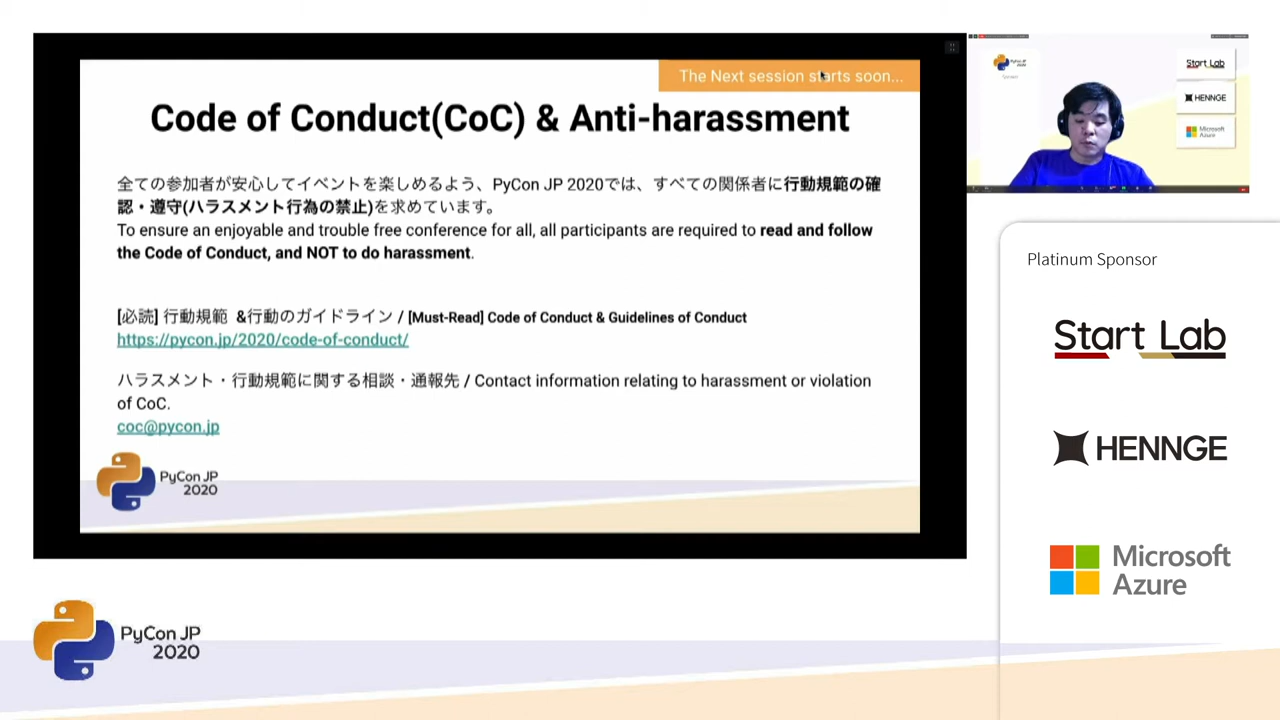 The Next session starts soon...
Code of Conduct(CoC) & Anti-harassment
全ての参加者が安心してイベントを楽しめるよう、PyCon JP 2020では、すべての関係者に行動規範の確
認・遵守(ハラスメント行為の禁止)を求めています。
To ensure an enjoyable and trouble free conference for all, all participants are required to read and follow
the Code of Conduct, and NOT to do harassment.
[必読] 行動規範 &行動のガイドライン / [Must-Read] Code of Conduct & Guidelines of Conduct
https://pycon.jp/2020/code-of-conduct/
ハラスメント・行動規範に関する相談・通報先 / Contact information relating to harassment or violation
of CoC.
coc@pycon.jp
PyCon JP
2020
PyCon JP
2020
Start Lab
HENNGE
Microsoft
Azure
Platinum Sponsor
Start Lab
HENNGE
Microsoft
Azure
PyCon JP
2020